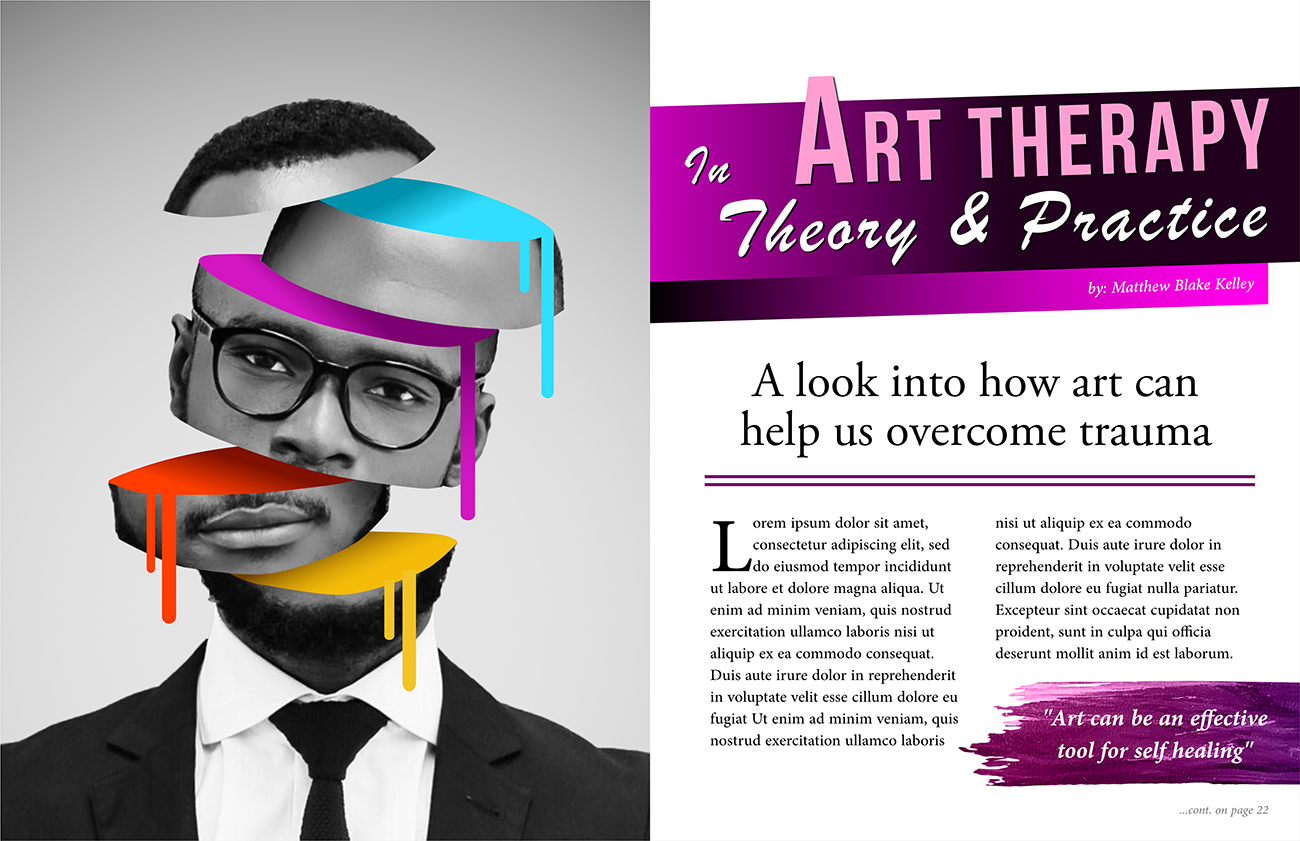 In ART THERAPY
Theory & Practice
by: Matthew Blake Kelley
A look into how art can
help us overcome trauma
Lorem ipsum dolor sit amet,
consectetur adipiscing elit, sed
do eiusmod tempor incididunt
ut labore et dolore magna aliqua. Ut
enim ad minim veniam, quis nostrud
exercitation ullamco laboris nisi ut
aliquip ex ea commodo consequat.
Duis aute irure dolor in reprehenderit
in voluptate velit esse cillum dolore eu
fugiat Ut enim ad minim veniam, quis
nostrud exercitation ullamco laboris
nisi ut aliquip ex ea commodo
consequat. Duis aute irure dolor in
reprehenderit in voluptate velit esse
cillum dolore eu fugiat nulla pariatur.
Excepteur sint occaecat cupidatat non
proident, sunt in culpa qui officia
deserunt mollit anim id est laborum.
"Art can be an effective
tool for self healing"
...cont. on page 22